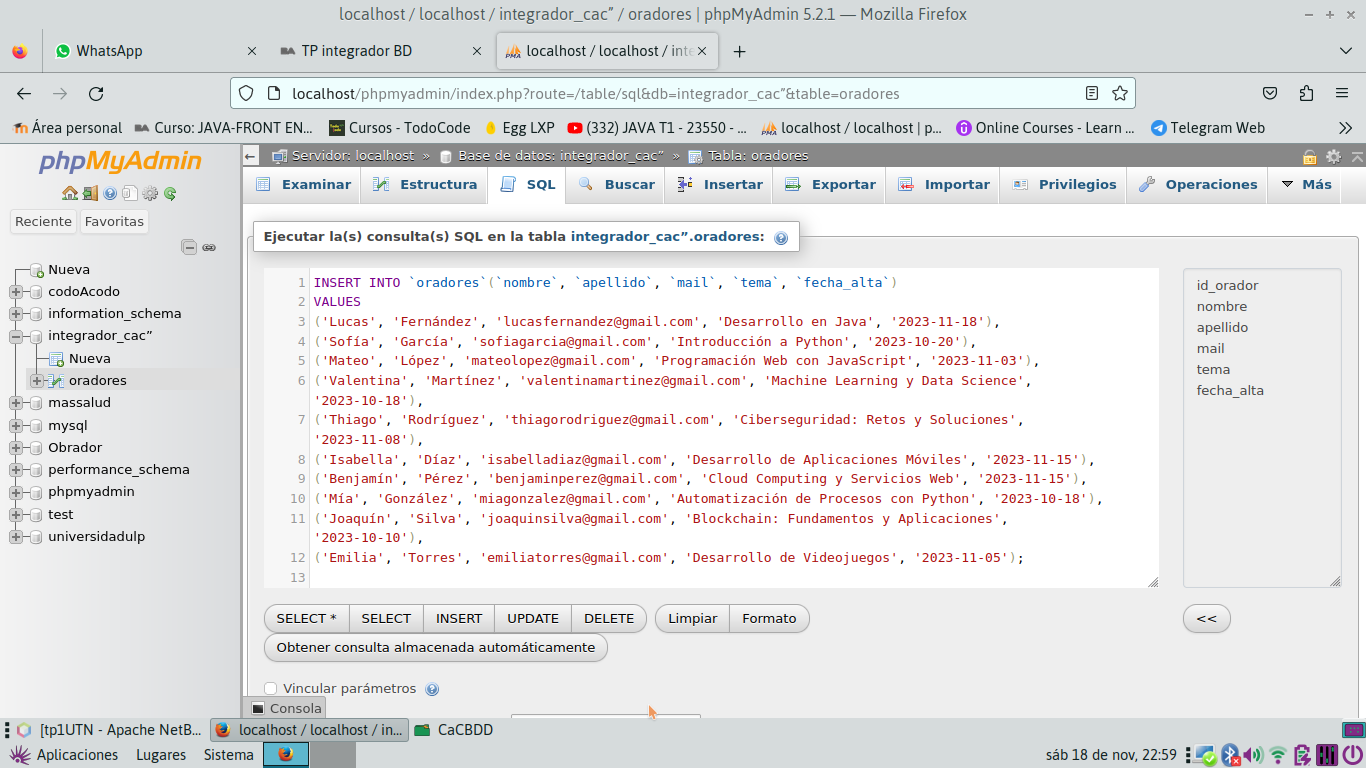 localhost / localhost / integrador_cac” / oradores | phpMyAdmin 5.2.1 — Mozilla Firefox
WhatsApp
TP integrador BD
localhost / localhost / inte
localhost/phpmyadmin/index.php?route=/table/sql&db=integrador_cac”&table=oradores
Área personal
Curso: JAVA-FRONT EN...
Cursos - TodoCode
Egg LXP
(332) JAVA T1 - 23550 - ...
localhost / localhost | p...
Online Courses - Learn ...
Telegram Web
phpMyAdmin
Reciente
Favoritas
Nueva
codoAcodo
information_schema
integrador_cac”
Nueva
oradores
massalud
mysql
Obrador
performance_schema
phpmyadmin
test
universidadulp
Servidor: localhost » Base de datos: integrador_cac” » Tabla: oradores
Examinar
Estructura
SQL
Buscar
Insertar
Exportar
Importar
Privilegios
Operaciones
Más
Ejecutar la(s) consulta(s) SQL en la tabla integrador_cac”.oradores:
1 INSERT INTO `oradores`(`nombre`, `apellido`, `mail`, `tema`, `fecha_alta`)
2 VALUES
3 ('Lucas', 'Fernández', 'lucasfernandez@gmail.com', 'Desarrollo en Java', '2023-11-18'),
4 ('Sofía', 'García', 'sofiagarcia@gmail.com', 'Introducción a Python', '2023-10-20'),
5 ('Mateo', 'López', 'mateolopez@gmail.com', 'Programación Web con JavaScript', '2023-11-03'),
6 ('Valentina', 'Martínez', 'valentinamartinez@gmail.com', 'Machine Learning y Data Science',
'2023-10-18'),
7 ('Thiago', 'Rodríguez', 'thiagorodriguez@gmail.com', 'Ciberseguridad: Retos y Soluciones',
'2023-11-08'),
8 ('Isabella', 'Díaz', 'isabelladiaz@gmail.com', 'Desarrollo de Aplicaciones Móviles', '2023-11-15'),
9 ('Benjamín', 'Pérez', 'benjaminperez@gmail.com', 'Cloud Computing y Servicios Web', '2023-11-15'),
10 ('Mía', 'González', 'miagonzalez@gmail.com', 'Automatización de Procesos con Python', '2023-10-18'),
11 ('Joaquín', 'Silva', 'joaquinsilva@gmail.com', 'Blockchain: Fundamentos y Aplicaciones',
'2023-10-10'),
12 ('Emilia', 'Torres', 'emiliatorres@gmail.com', 'Desarrollo de Videojuegos', '2023-11-05');
13
id_orador
nombre
apellido
mail
tema
fecha_alta
SELECT *
SELECT
INSERT
UPDATE
DELETE
Limpiar
Formato
<<
Obtener consulta almacenada automáticamente
Vincular parámetros
Consola
[tp1UTN - Apache NetB...
localhost / localhost / in...
CaCBDD
Aplicaciones
Lugares
Sistema
sáb 18 de nov, 22:59